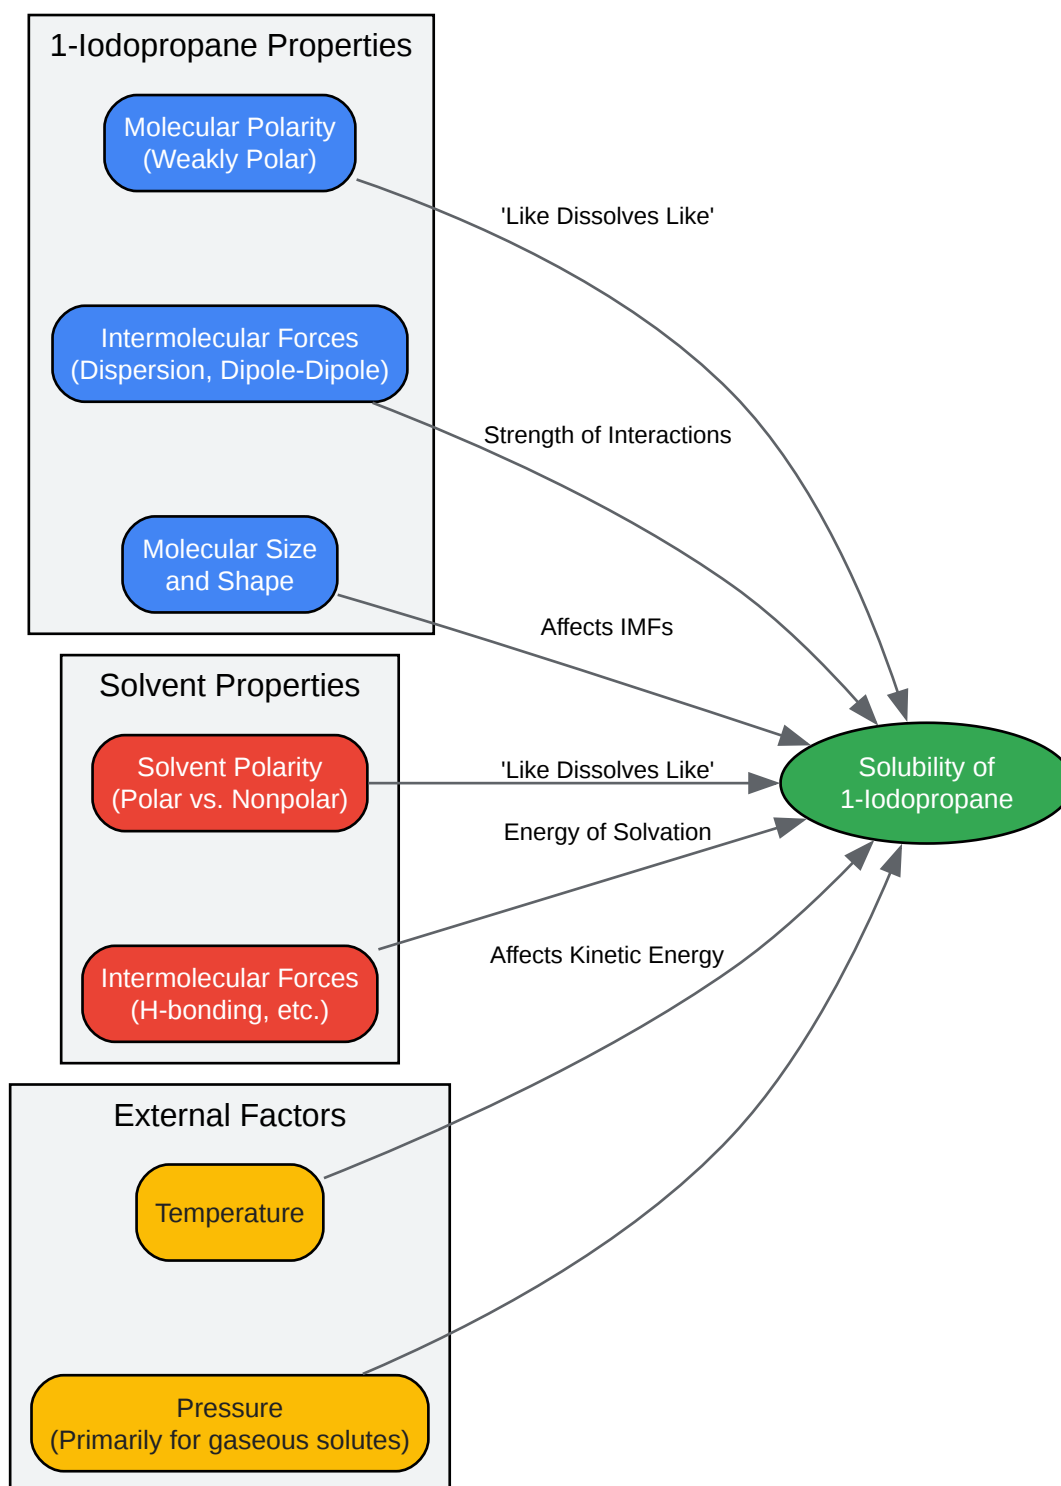 1-Iodopropane Properties
Molecular Polarity
(Weakly Polar)
'Like Dissolves Like'
Intermolecular Forces
(Dispersion, Dipole-Dipole)
Strength of Interactions
Molecular Size
and Shape
Affects IMFs
Solvent Properties
Solvent Polarity
(Polar vs. Nonpolar)
'Like Dissolves Like'
Solubility of
1-Iodopropane
Energy of Solvation
Intermolecular Forces
(H-bonding, etc.)
Affects Kinetic Energy
External Factors
Temperature
Pressure
(Primarily for gaseous solutes)